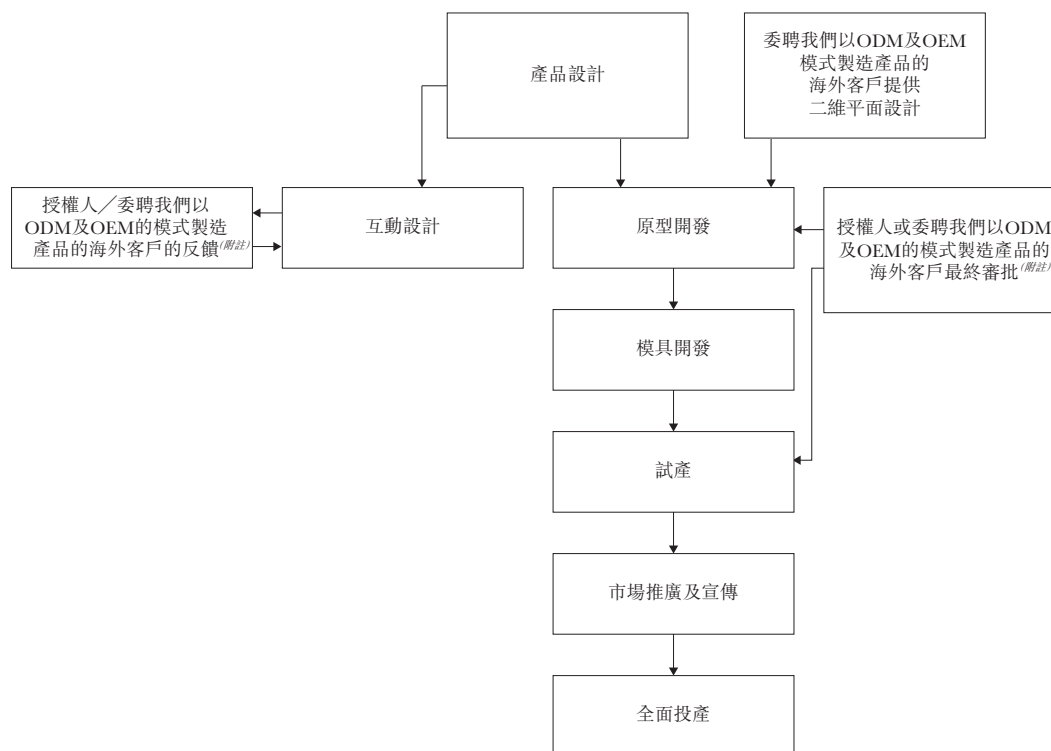 產品設計
委聘我們以ODM及OEM
模式製造產品的
海外客戶提供
二維平面設計
授權人／委聘我們以
ODM及OEM的模式製造
產品的海外客戶的反饋(附註)
互動設計
原型開發
授權人或委聘我們以ODM
及OEM的模式製造產品的
海外客戶最終審批(附註)
模具開發
試產
市場推廣及宣傳
全面投產